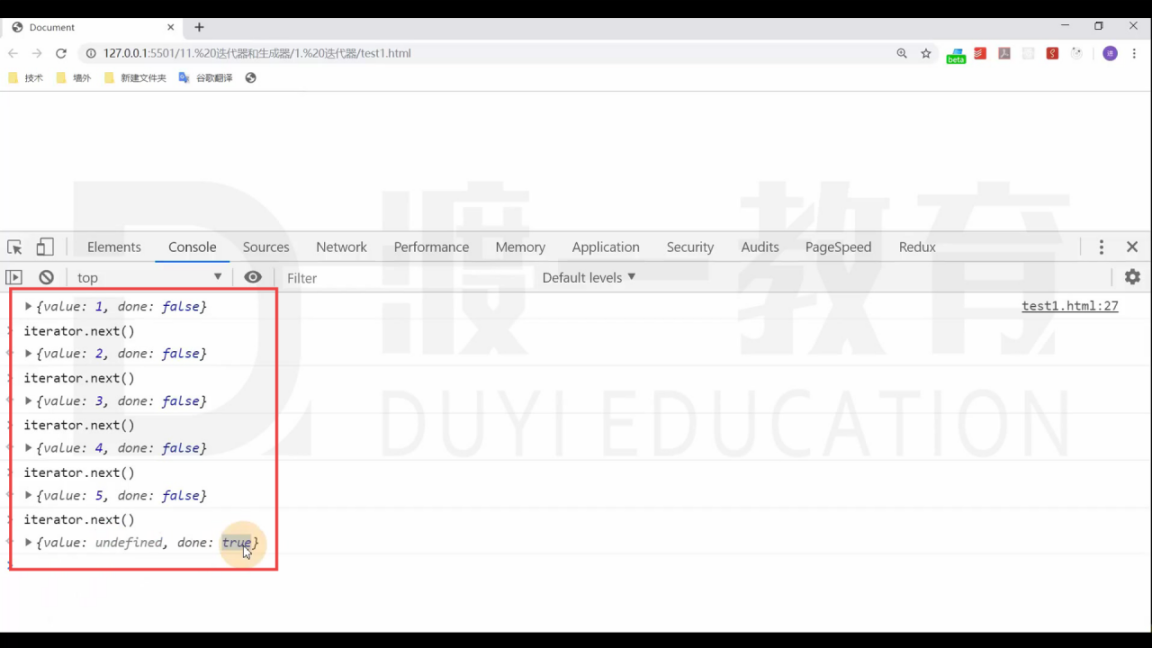 Document
127.0.0.1:5501/11.%20迭代器和生成器/1.%20迭代器/test1.html
beta
技术 墙外 新建文件夹 谷歌翻译
渡一教育
DUYI EDUCATION
Elements Console Sources Network Performance Memory Application Security Audits PageSpeed Redux
top Filter Default levels
{value: 1, done: false} test1.html:27
iterator.next()
{value: 2, done: false}
iterator.next()
{value: 3, done: false}
iterator.next()
{value: 4, done: false}
iterator.next()
{value: 5, done: false}
iterator.next()
{value: undefined, done: true}